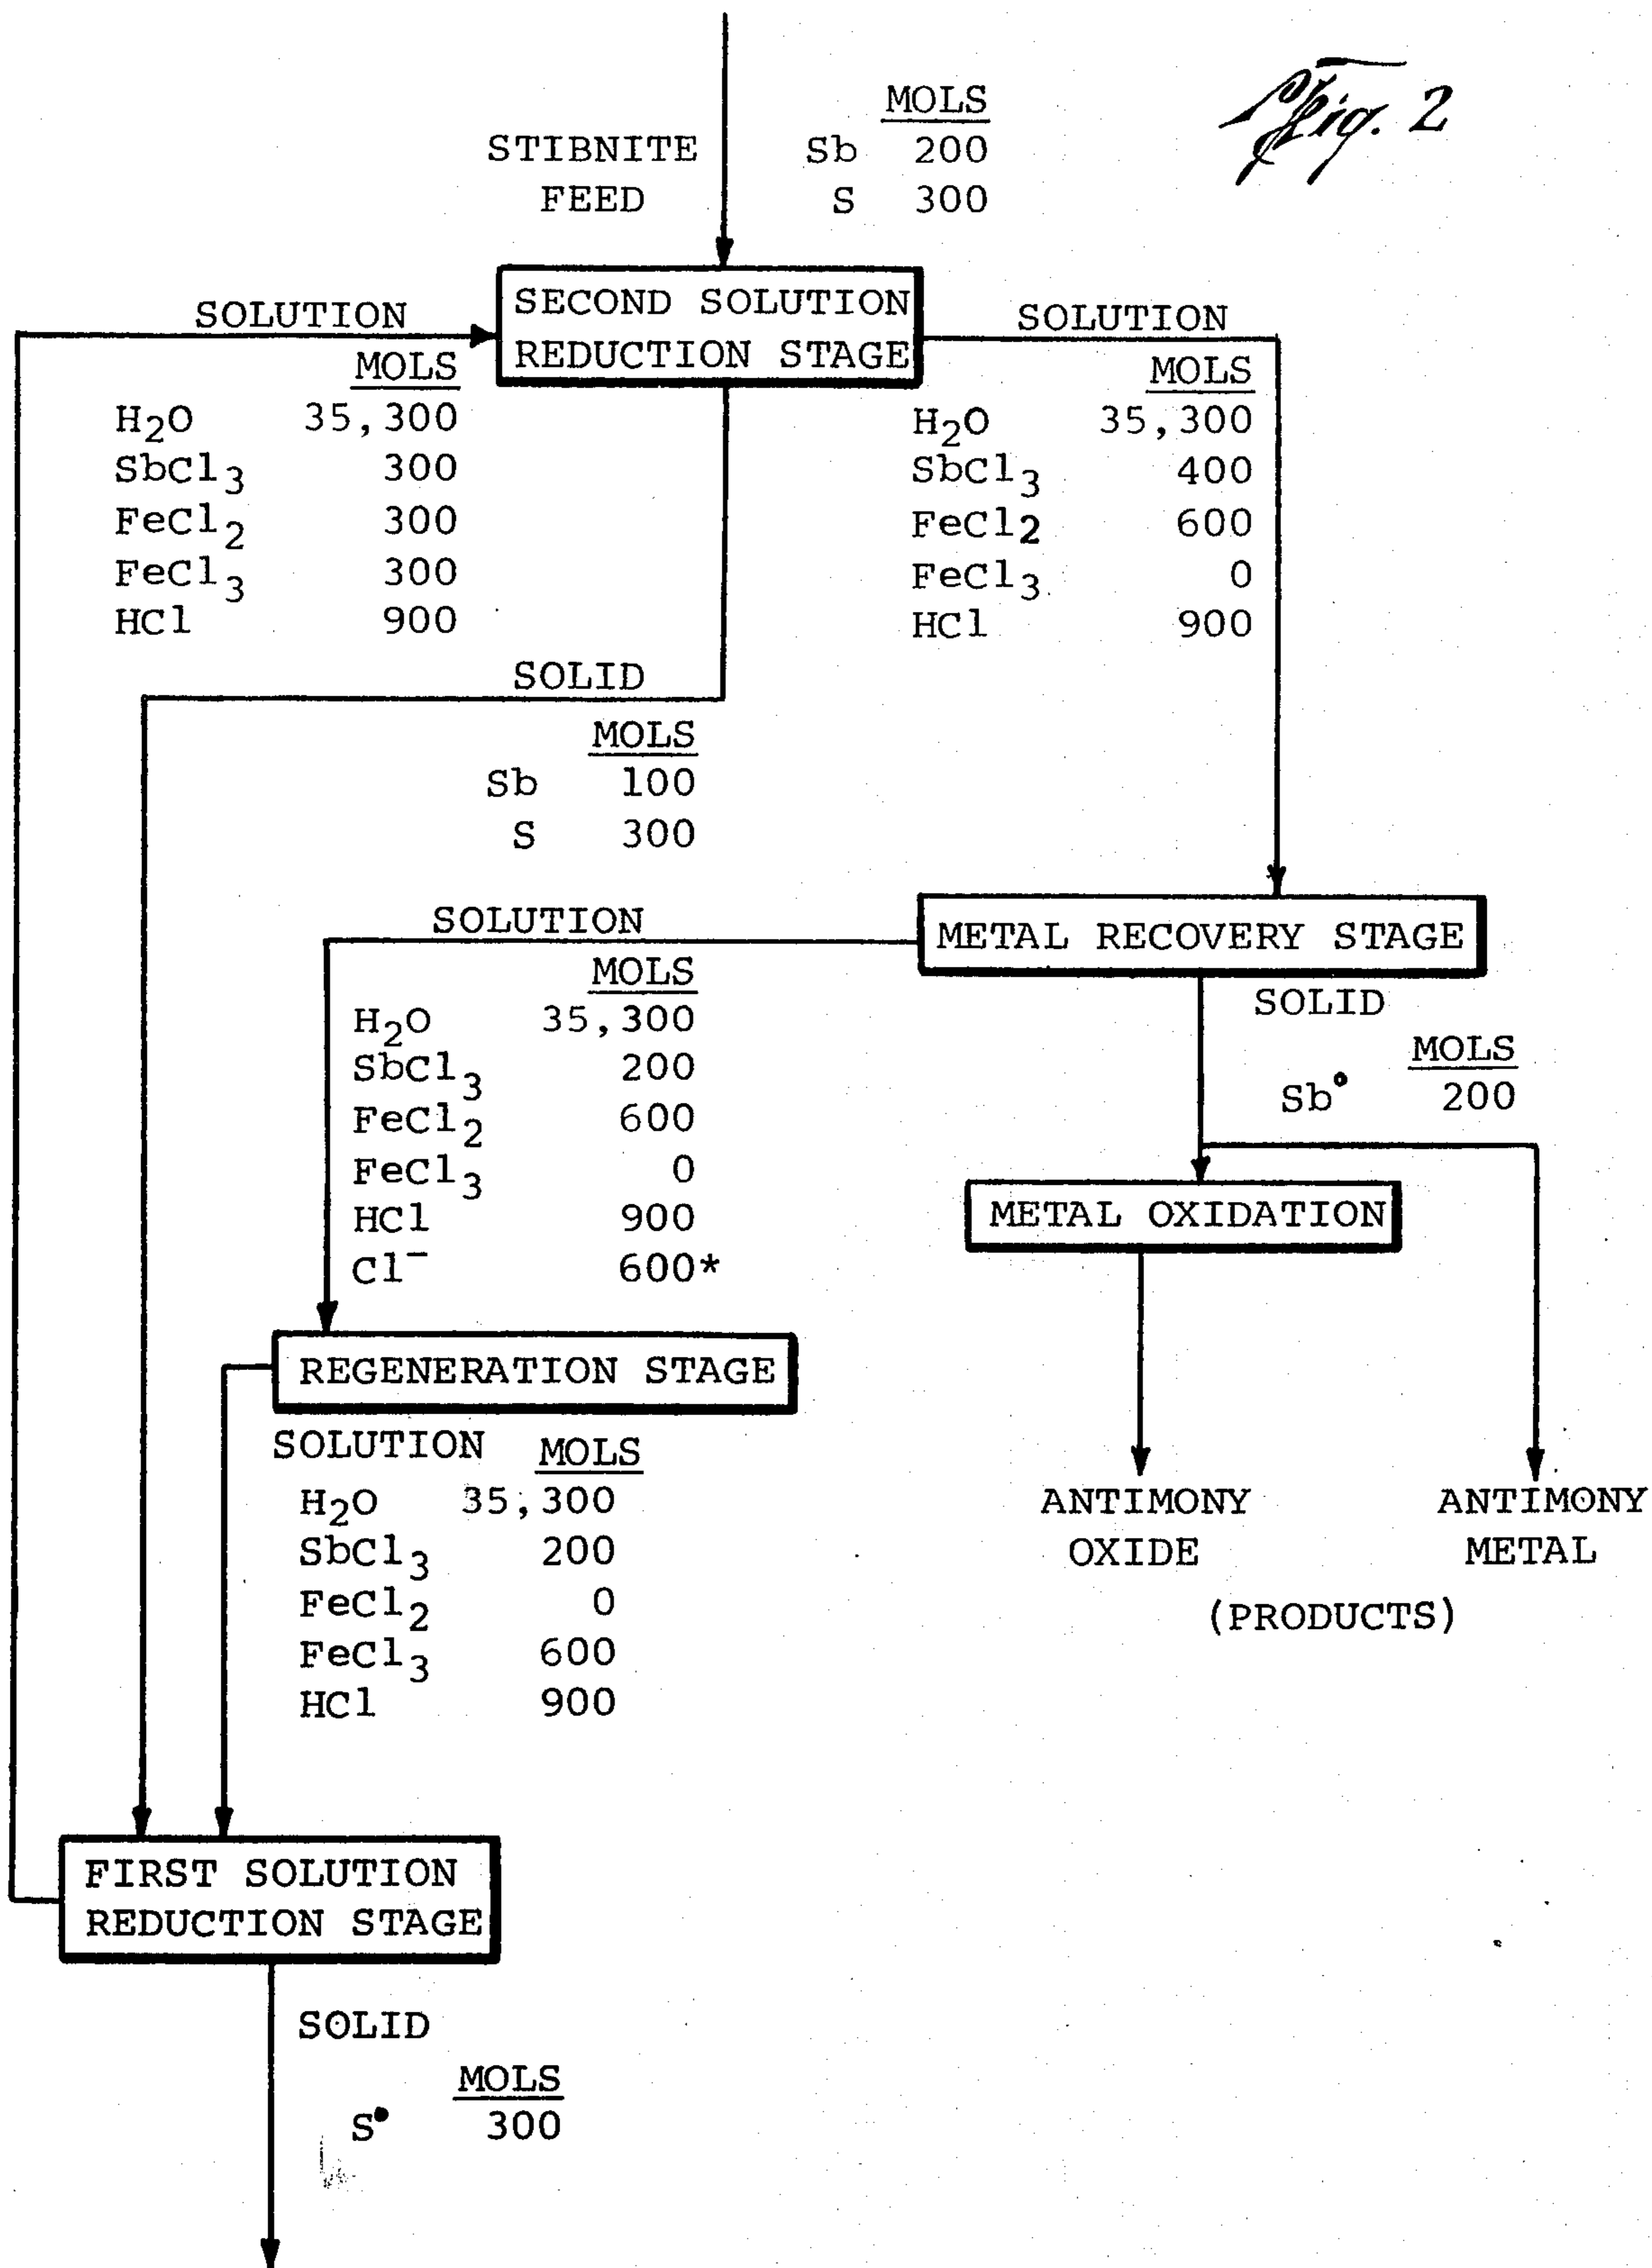 Fig. 2
MOLS
STIBNITE Sb 200
FEED S 300
SECOND SOLUTION
REDUCTION STAGE
SOLUTION
MOLS
H₂O 35,300
SbCl₃ 300
FeCl₂ 300
FeCl₃ 300
HCl 900
SOLUTION
MOLS
H₂O 35,300
SbCl₃ 400
FeCl2 600
FeCl₃ 0
HCl 900
SOLID
MOLS
Sb 100
S 300
METAL RECOVERY STAGE
SOLUTION
MOLS
H₂O 35,300
SbCl₃ 200
FeCl₂ 600
FeCl₃ 0
HCl 900
Cl⁻ 600*
SOLID
MOLS
Sb° 200
METAL OXIDATION
REGENERATION STAGE
SOLUTION MOLS
H₂O 35,300
SbCl₃ 200
FeCl₂ 0
FeCl₃ 600
HCl 900
ANTIMONY
OXIDE
ANTIMONY
METAL
(PRODUCTS)
FIRST SOLUTION
REDUCTION STAGE
SOLID
MOLS
S° 300